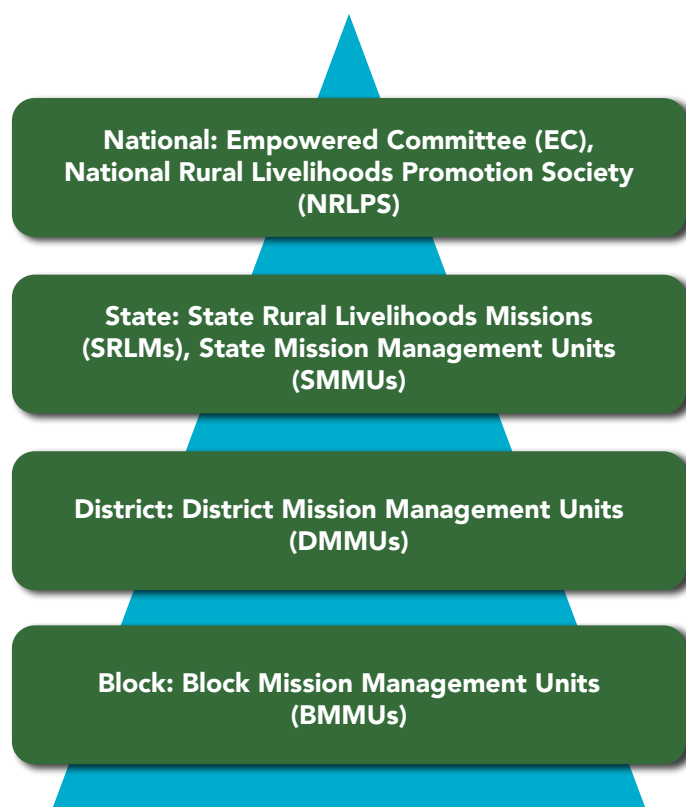 National: Empowered Committee (EC),
National Rural Livelihoods Promotion Society
(NRLPS)
State: State Rural Livelihoods Missions
(SRLMs), State Mission Management Units
(SMMUs)
District: District Mission Management Units
(DMMUs)
Block: Block Mission Management Units
(BMMUs)